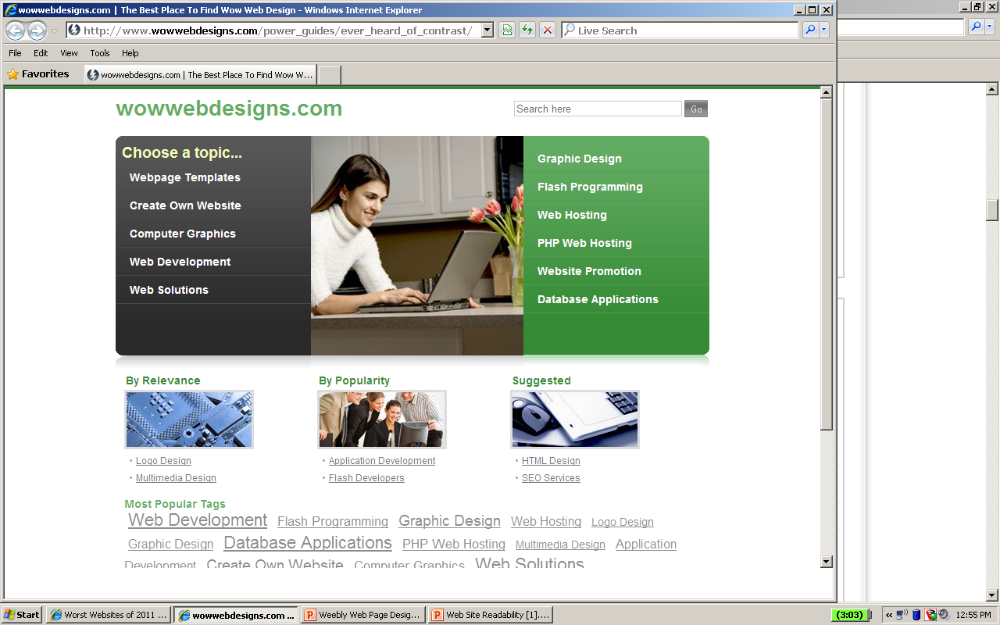 wowwebdesigns.com | The Best Place To Find Wow Web Design - Windows Internet Explorer
http://www.wowwebdesigns.com/power_guides/ever_heard_of_contrast/
Live Search
File Edit View Tools Help
Favorites
wowwebdesigns.com | The Best Place To Find Wow W...
wowwebdesigns.com
Search here
Go
Choose a topic...
Webpage Templates
Create Own Website
Computer Graphics
Web Development
Web Solutions
Graphic Design
Flash Programming
Web Hosting
PHP Web Hosting
Website Promotion
Database Applications
By Relevance
Logo Design
Multimedia Design
By Popularity
Application Development
Flash Developers
Suggested
HTML Design
SEO Services
Most Popular Tags
Web Development Flash Programming Graphic Design Web Hosting Logo Design
Graphic Design Database Applications PHP Web Hosting Multimedia Design Application
Development Create Own Website Computer Graphics Web Solutions
Start
Worst Websites of 2011 ...
wowwebdesigns.com ...
Weebly Web Page Desig...
Web Site Readability [1]....
(3:03)
12:55 PM